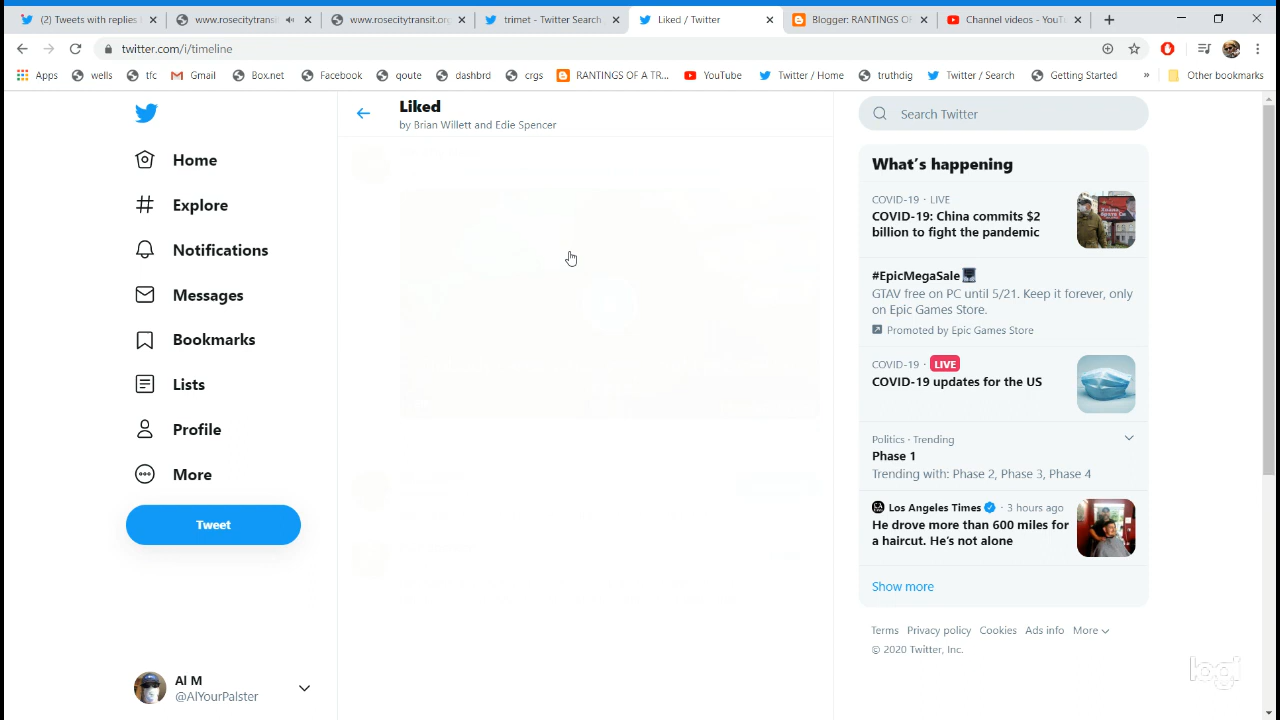 (2) Tweets with replies
www.rosecitytransi
www.rosecitytransit.or
trimet - Twitter Search
Liked / Twitter
Blogger: RANTINGS O
Channel videos - YouT
twitter.com/i/timeline
Apps
wells
tfc
Gmail
Box.net
Facebook
qoute
dashbrd
crgs
RANTINGS OF A TR...
YouTube
Twitter / Home
truthdig
Twitter / Search
Getting Started
»
Other bookmarks
Liked
by Brian Willett and Edie Spencer
Home
Explore
Notifications
Messages
Bookmarks
Lists
Profile
More
Tweet
Al M
@AlYourPalster
Search Twitter
What's happening
COVID-19 · LIVE
COVID-19: China commits $2
billion to fight the pandemic
#EpicMegaSale
GTAV free on PC until 5/21. Keep it forever, only
on Epic Games Store.
Promoted by Epic Games Store
COVID-19 · LIVE
COVID-19 updates for the US
Politics · Trending
Phase 1
Trending with: Phase 2, Phase 3, Phase 4
Los Angeles Times · 3 hours ago
He drove more than 600 miles for
a haircut. He's not alone
Show more
Terms Privacy policy Cookies Ads info More
© 2020 Twitter, Inc.
logi